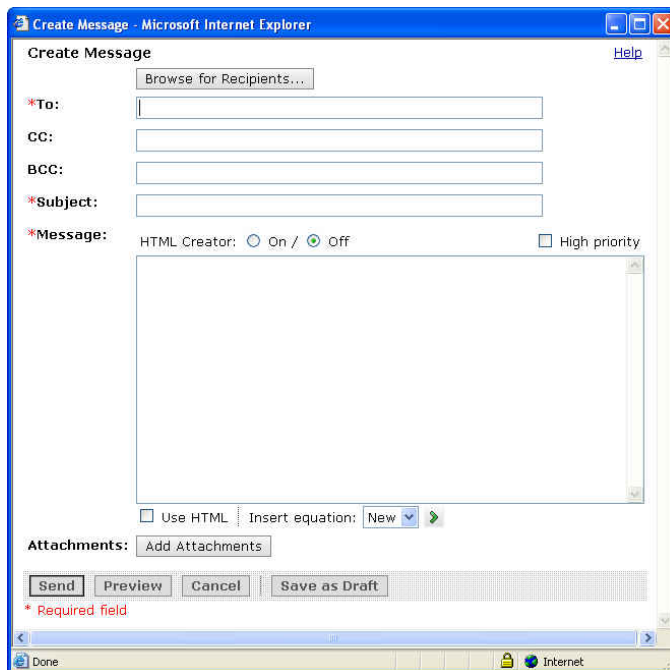 Create Message - Microsoft Internet Explorer
Create Message Help
Browse for Recipients...
*To:
CC:
BCC:
*Subject:
*Message: HTML Creator: On / Off High priority
Use HTML Insert equation: New
Attachments: Add Attachments
Send Preview Cancel Save as Draft
* Required field
Done Internet